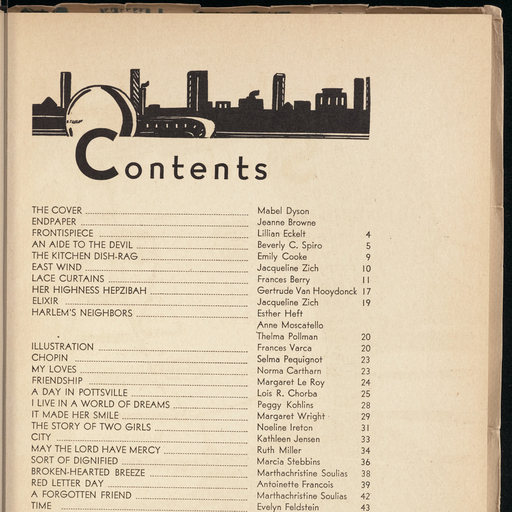 Contents
THE COVER Mabel Dyson
ENDPAPER Jeanne Browne
FRONTISPIECE Lillian Eckelt 4
AN AIDE TO THE DEVIL Beverly C. Spiro 5
THE KITCHEN DISH-RAG Emily Cooke 9
EAST WIND Jacqueline Zich 10
LACE CURTAINS Frances Berry 11
HER HIGHNESS HEPZIBAH Gertrude Van Hooydonck 17
ELIXIR Jacqueline Zich 19
HARLEM'S NEIGHBORS Esther Heft
Anne Moscatello
Thelma Pollman 20
ILLUSTRATION Frances Varca 20
CHOPIN Selma Pequignot 23
MY LOVES Norma Cartharn 23
FRIENDSHIP Margaret Le Roy 24
A DAY IN POTTSVILLE Lois R. Chorba 25
I LIVE IN A WORLD OF DREAMS Peggy Kohlins 28
IT MADE HER SMILE Margaret Wright 29
THE STORY OF TWO GIRLS Noeline Ireton 31
CITY Kathleen Jensen 33
MAY THE LORD HAVE MERCY Ruth Miller 34
SORT OF DIGNIFIED Marcia Stebbins 36
BROKEN-HEARTED BREEZE Marthachristine Soulias 38
RED LETTER DAY Antoinette Francois 39
A FORGOTTEN FRIEND Marthachristine Soulias 42
TIME Evelyn Feldstein 43